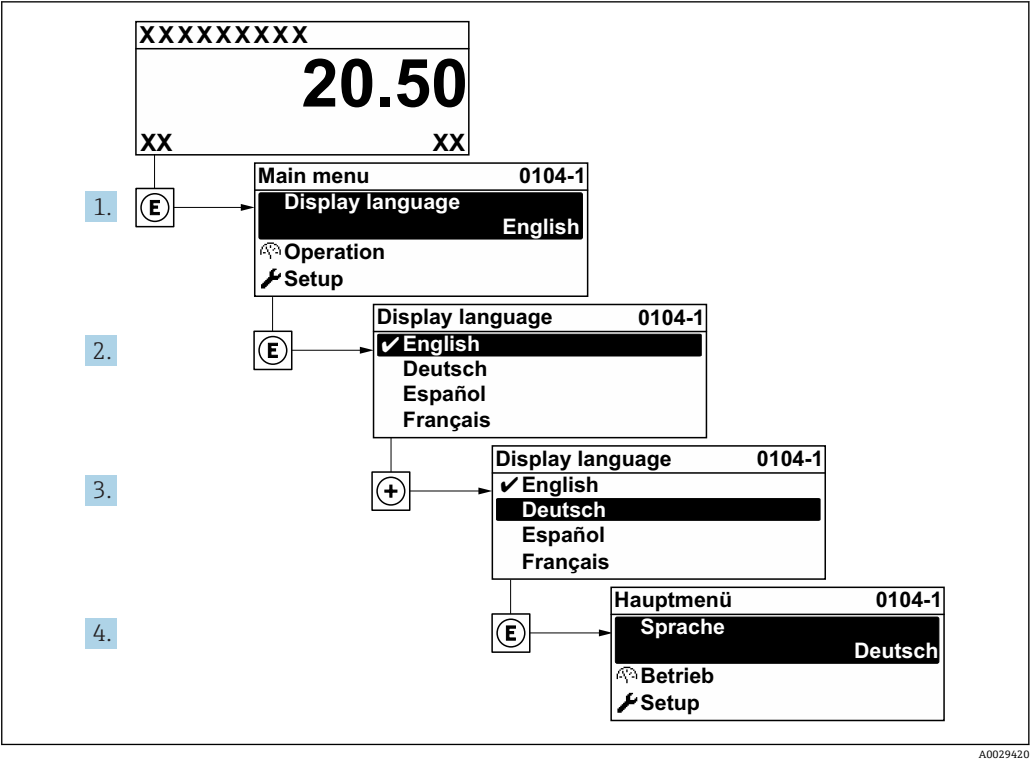 XXXXXXXXX
20.50
XX XX
1.
E
Main menu 0104-1
Display language
English
Operation
Setup
2.
E
Display language 0104-1
✔English
Deutsch
Español
Français
3.
+
Display language 0104-1
✔English
Deutsch
Español
Français
4.
E
Hauptmenü 0104-1
Sprache
Deutsch
Betrieb
Setup
A0029420